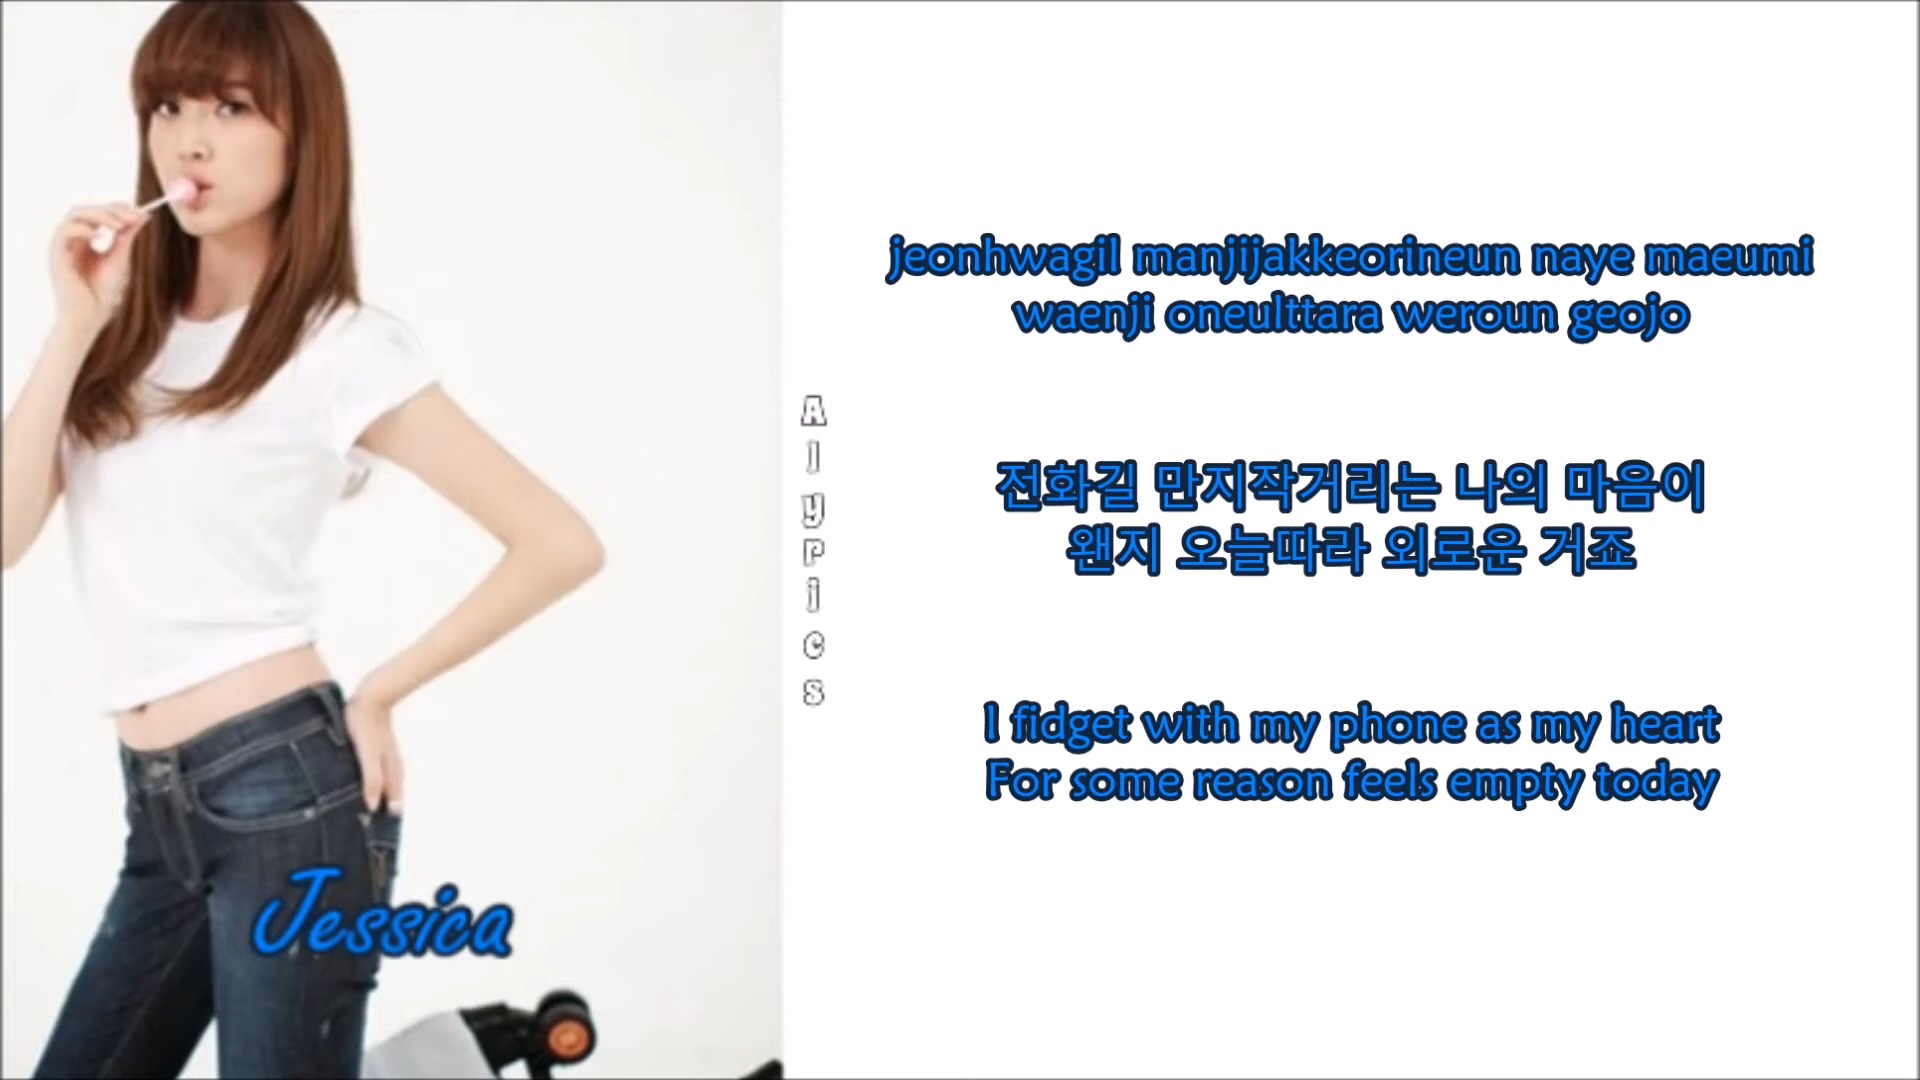 jeonhwagil manjijakkeorineun naye maeumi
waenji oneulttara weroun geojo
전화길 만지작거리는 나의 마음이
왠지 오늘따라 외로운 거죠
I fidget with my phone as my heart
For some reason feels empty today
Alypics
Jessica